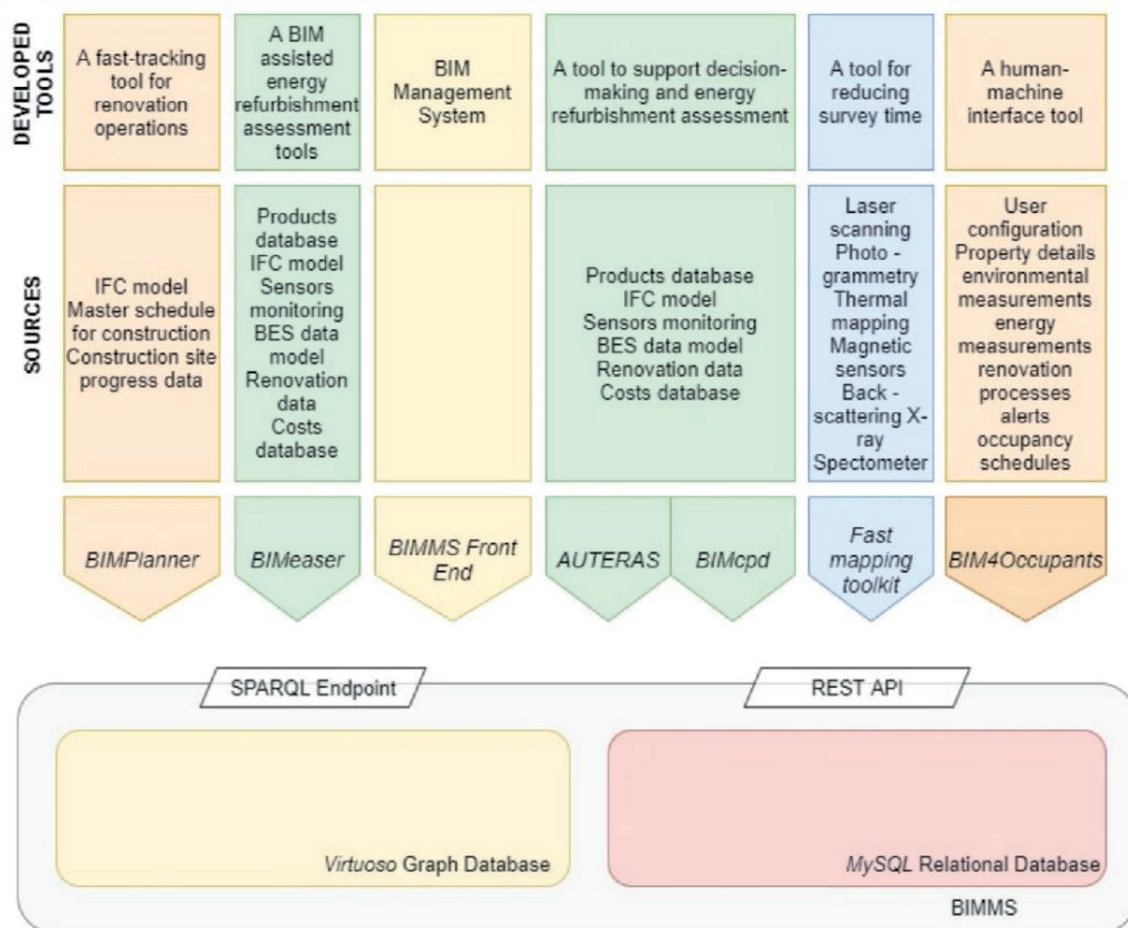 DEVELOPED
TOOLS
A fast-tracking
tool for
renovation
operations
A BIM
assisted
energy
refurbishment
assessment
tools
BIM
Management
System
A tool to support decision-
making and energy
refurbishment assessment
A tool for
reducing
survey time
A human-
machine
interface tool
SOURCES
IFC model
Master schedule
for construction
Construction site
progress data
Products
database
IFC model
Sensors
monitoring
BES data
model
Renovation
data
Costs
database
Products database
IFC model
Sensors monitoring
BES data model
Renovation data
Costs database
Laser
scanning
Photo -
grammetry
Thermal
mapping
Magnetic
sensors
Back -
scattering X-
ray
Spectometer
User
configuration
Property details
environmental
measurements
energy
measurements
renovation
processes
alerts
occupancy
schedules
BIMPlanner
BIMeaser
BIMMS Front
End
AUTERAS
BIMcpd
Fast
mapping
toolkit
BIM4Occupants
SPARQL Endpoint
REST API
Virtuoso Graph Database
MySQL Relational Database
BIMMS